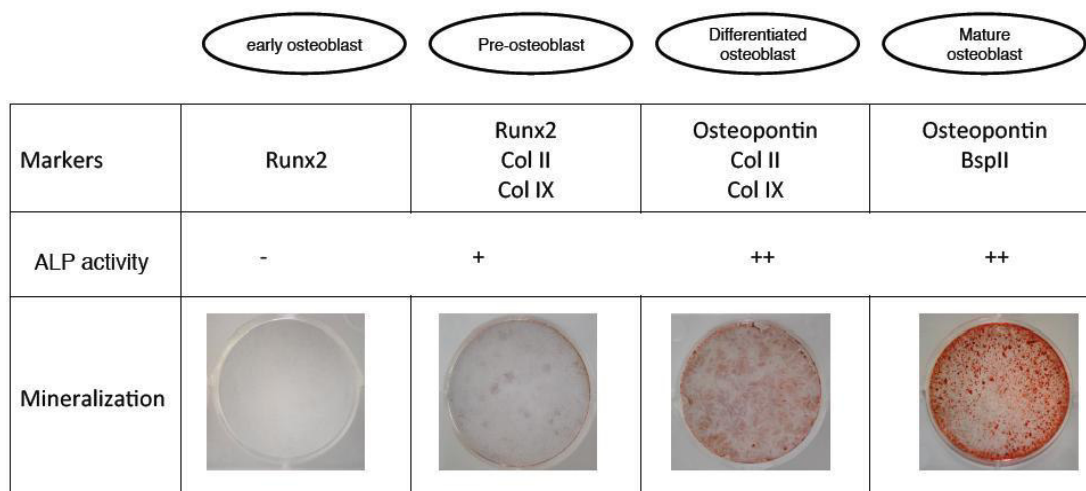 early osteoblast
Pre-osteoblast
Differentiated
osteoblast
Mature
osteoblast
Markers
Runx2
Runx2
Col II
Col IX
Osteopontin
Col II
Col IX
Osteopontin
BspII
ALP activity
-
+
++
++
Mineralization